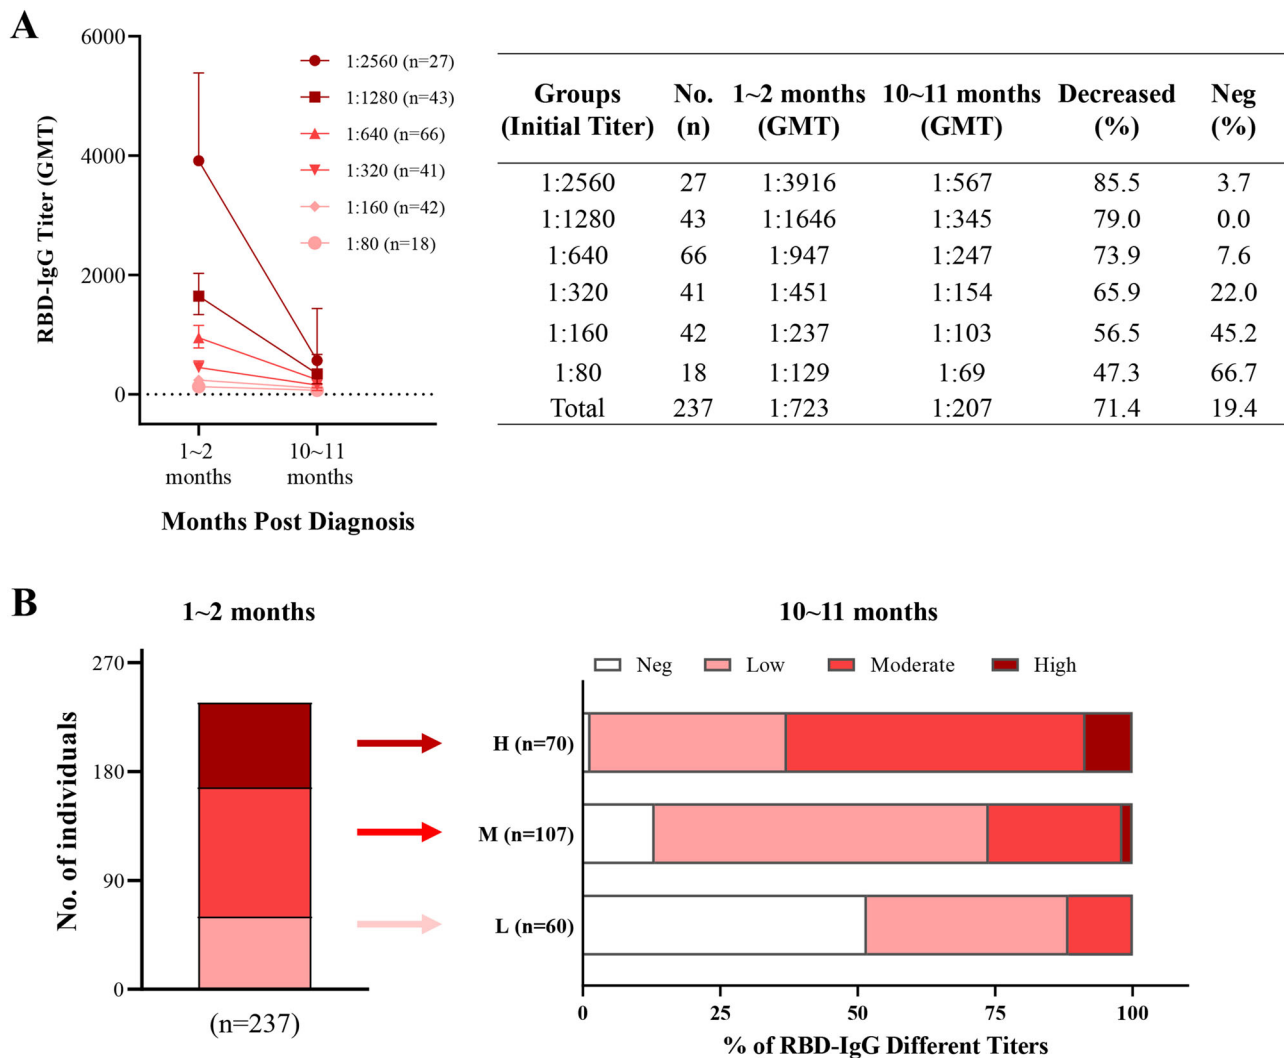 A
6000
4000
2000
0
RBD-IgG Titer (GMT)
1:2560 (n=27)
1:1280 (n=43)
1:640 (n=66)
1:320 (n=41)
1:160 (n=42)
1:80 (n=18)
1~2
months
10~11
months
Months Post Diagnosis
Groups No. 1~2 months 10~11 months Decreased Neg
(Initial Titer) (n) (GMT) (GMT) (%) (%)
1:2560 27 1:3916 1:567 85.5 3.7
1:1280 43 1:1646 1:345 79.0 0.0
1:640 66 1:947 1:247 73.9 7.6
1:320 41 1:451 1:154 65.9 22.0
1:160 42 1:237 1:103 56.5 45.2
1:80 18 1:129 1:69 47.3 66.7
Total 237 1:723 1:207 71.4 19.4
B
1~2 months
270
180
90
0
No. of individuals
(n=237)
10~11 months
Neg Low Moderate High
H (n=70)
M (n=107)
L (n=60)
0 25 50 75 100
% of RBD-IgG Different Titers